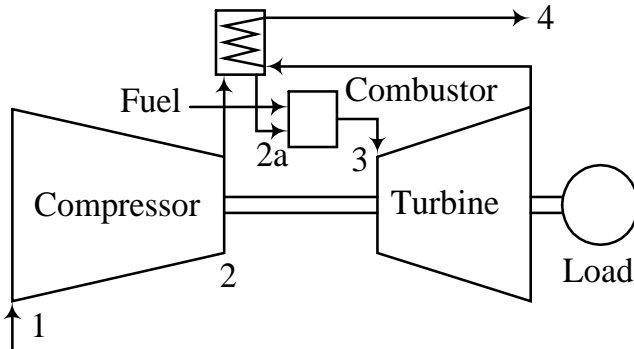 4
Fuel
Combustor
2a
3
Compressor
Turbine
2
Load
1